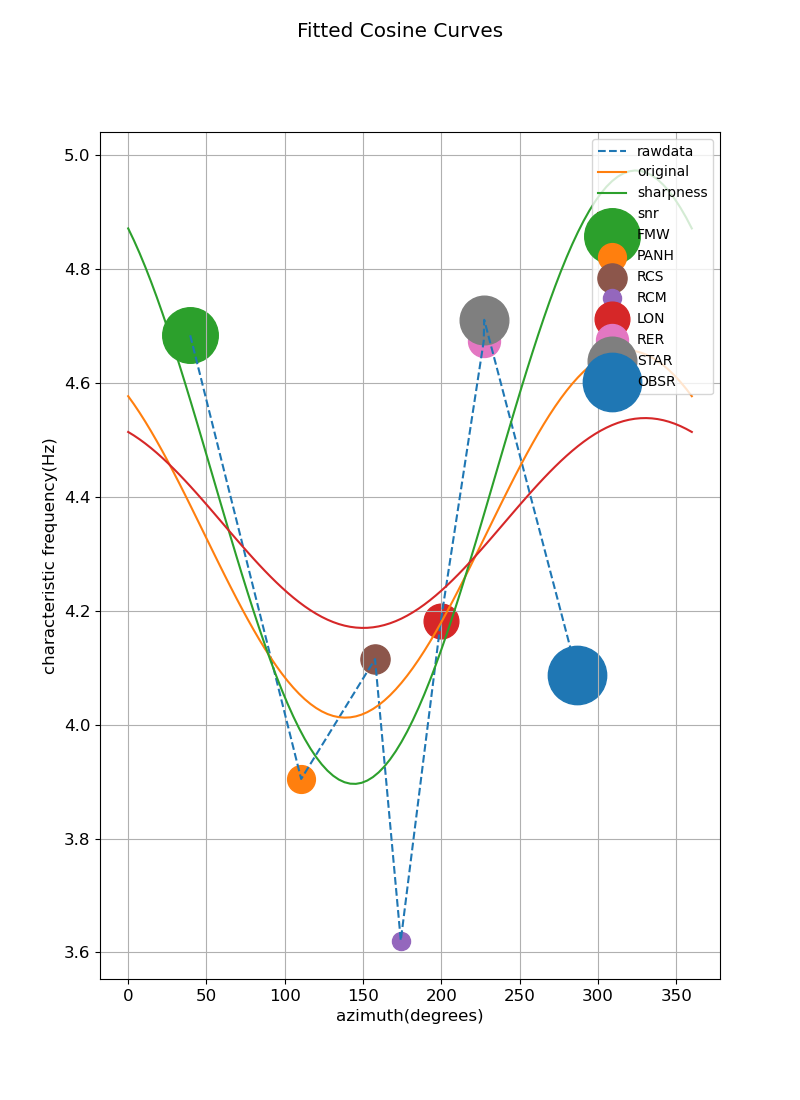 Fitted Cosine Curves
5.0
4.8
4.6
4.4
4.2
4.0
3.8
3.6
characteristic frequency(Hz)
rawdata
original
sharpness
snr
FMW
PANH
RCS
RCM
LON
RER
STAR
OBSR
0 50 100 150 200 250 300 350
azimuth(degrees)